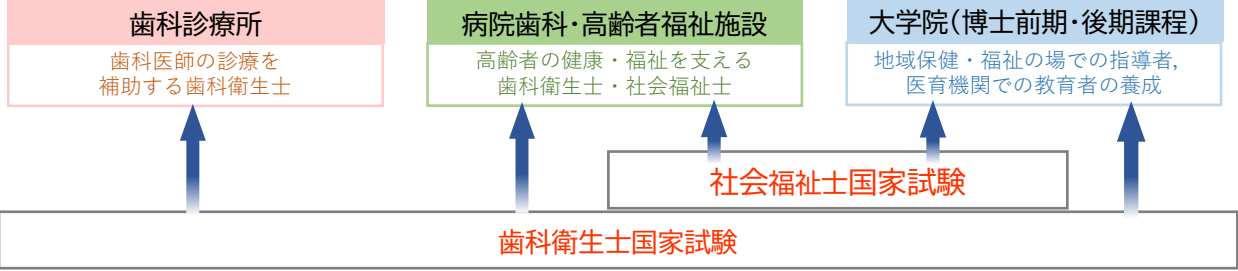 歯科診療所
歯科医師の診療を
補助する歯科衛生士
病院歯科・高齢者福祉施設
高齢者の健康・福祉を支える
歯科衛生士・社会福祉士
大学院(博士前期・後期課程)
地域保健・福祉の場での指導者,
医育機関での教育者の養成
社会福祉士国家試験
歯科衛生士国家試験